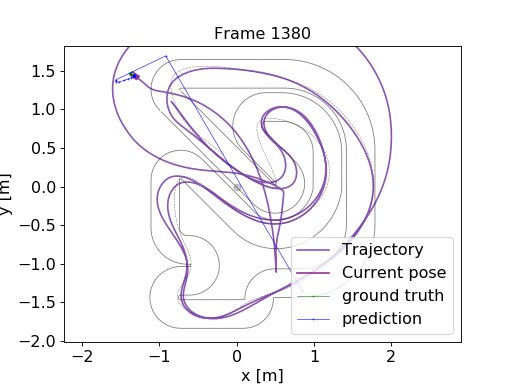 Frame 1380
y [m]
1.5
1.0
0.5
0.0
−0.5
−1.0
−1.5
−2.0
−2
−1
0
1
2
x [m]
Trajectory
Current pose
ground truth
prediction